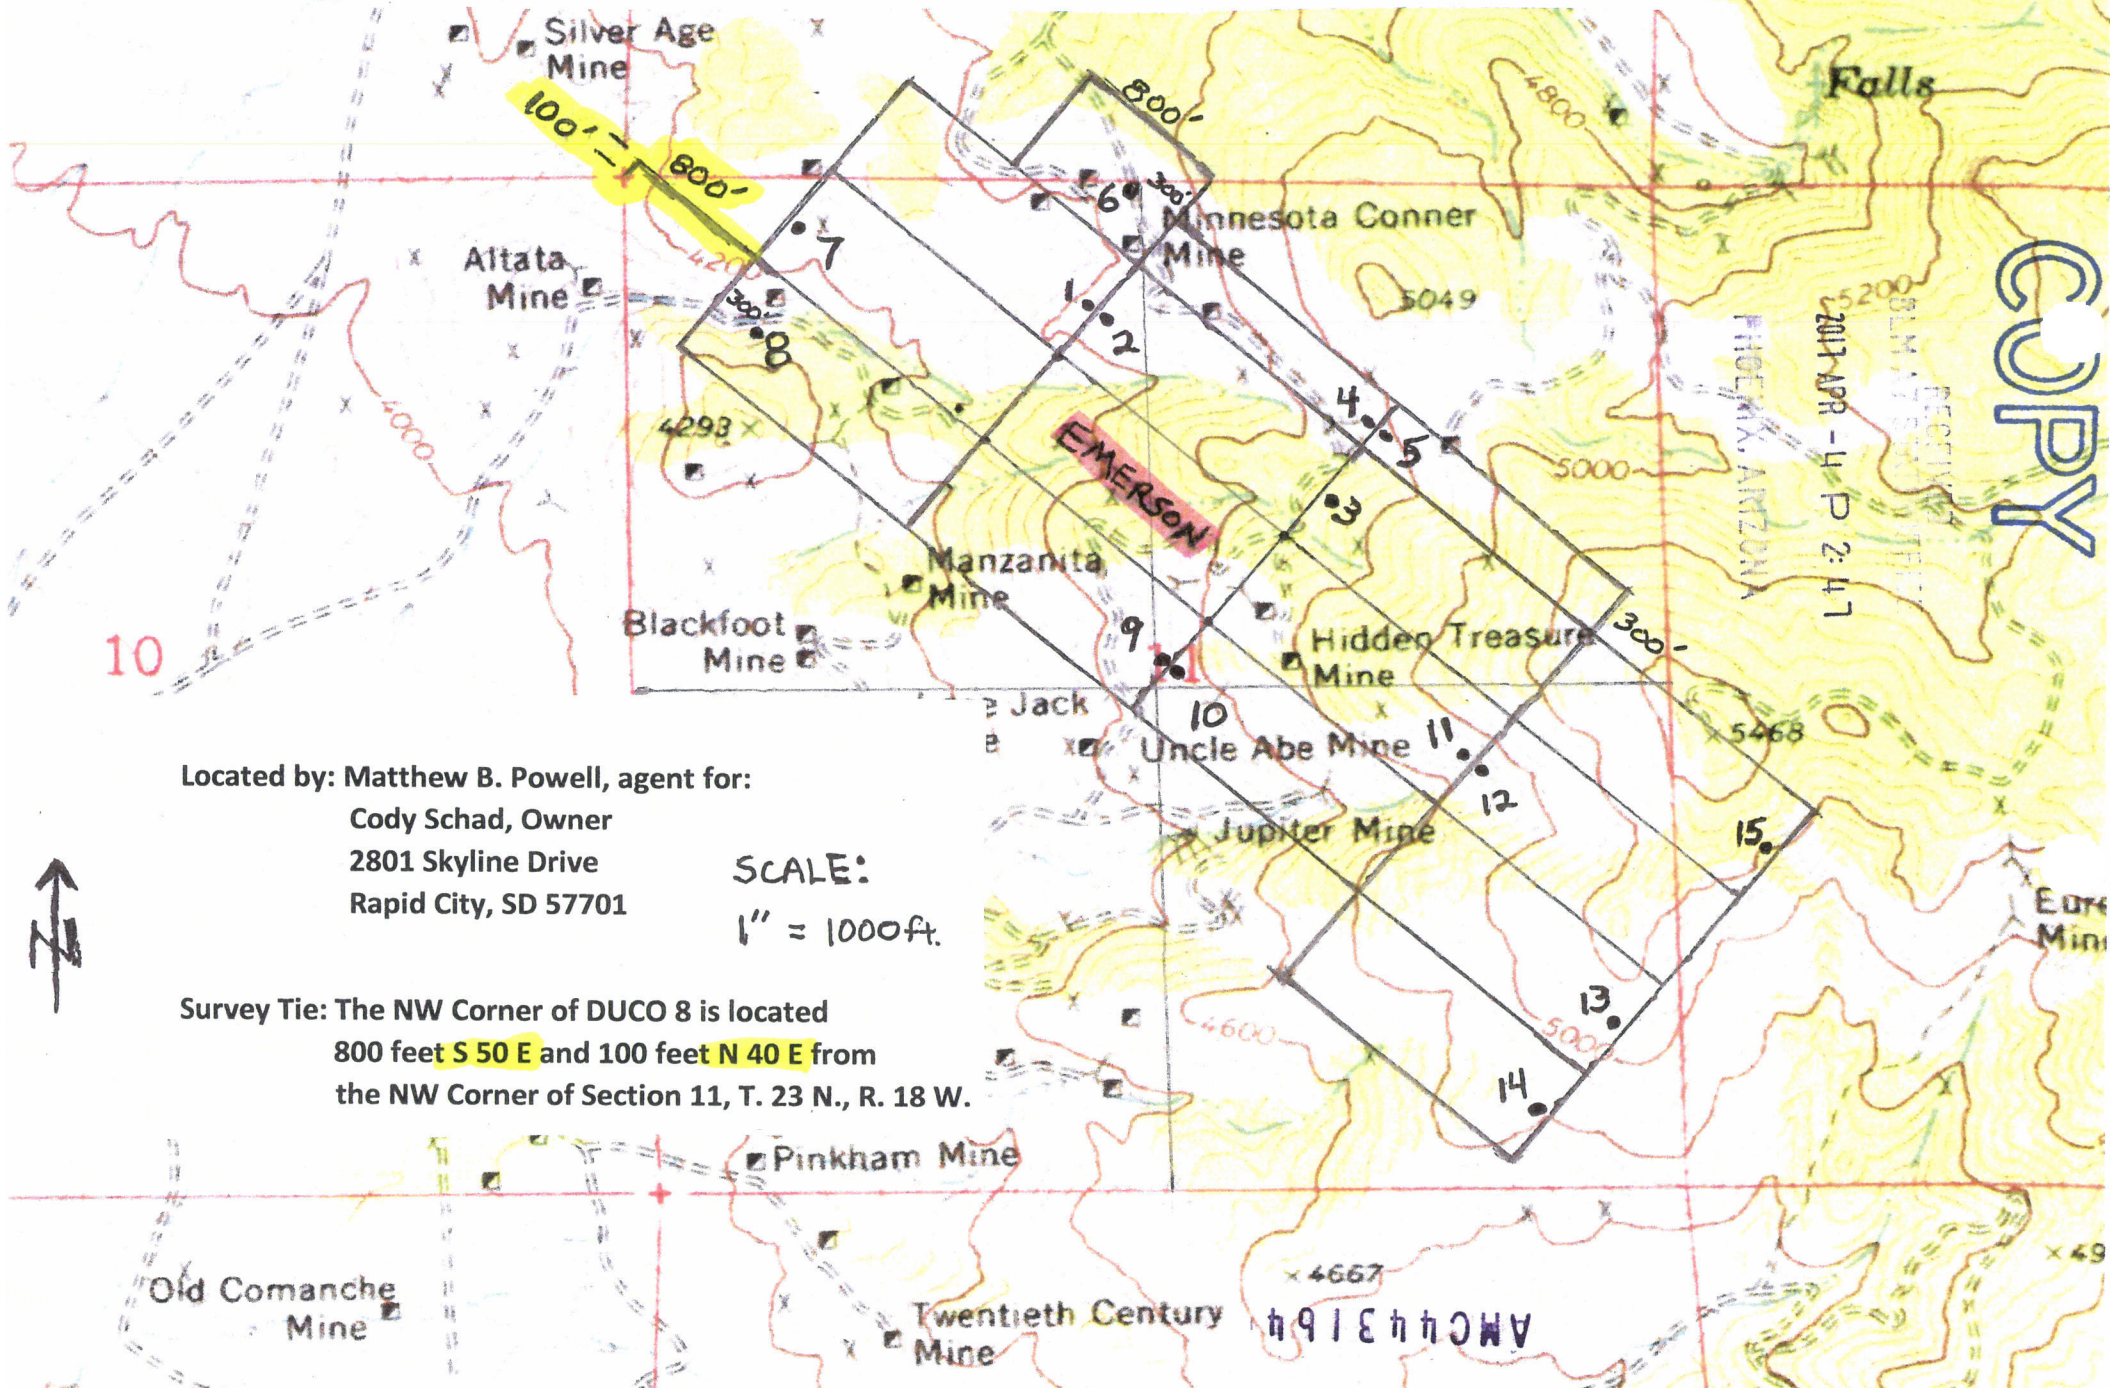 Silver Age
Mine
Falls
4800
100'
800'
800'
300'
6
Minnesota Conner
Mine
7
4200
Altata
Mine
300'
8
1
2
5049
5200
COPY
2017 APR -4 P 2:47
PHOENIX, ARIZONA
4000
4293
4
5
5000
EMERSON
3
Manzanita
Mine
Blackfoot
Mine
10
9
11
Hidden Treasure
Mine
300'
e Jack
e
10
Uncle Abe Mine
11
12
5468
Jupiter Mine
15
Located by: Matthew B. Powell, agent for:
Cody Schad, Owner
2801 Skyline Drive
Rapid City, SD 57701
SCALE:
1" = 1000ft.
N
Eure
Min
Survey Tie: The NW Corner of DUCO 8 is located
800 feet S 50 E and 100 feet N 40 E from
the NW Corner of Section 11, T. 23 N., R. 18 W.
4600
13
5000
14
Pinkham Mine
Old Comanche
Mine
4667
49
Twentieth Century
Mine
AMC443164